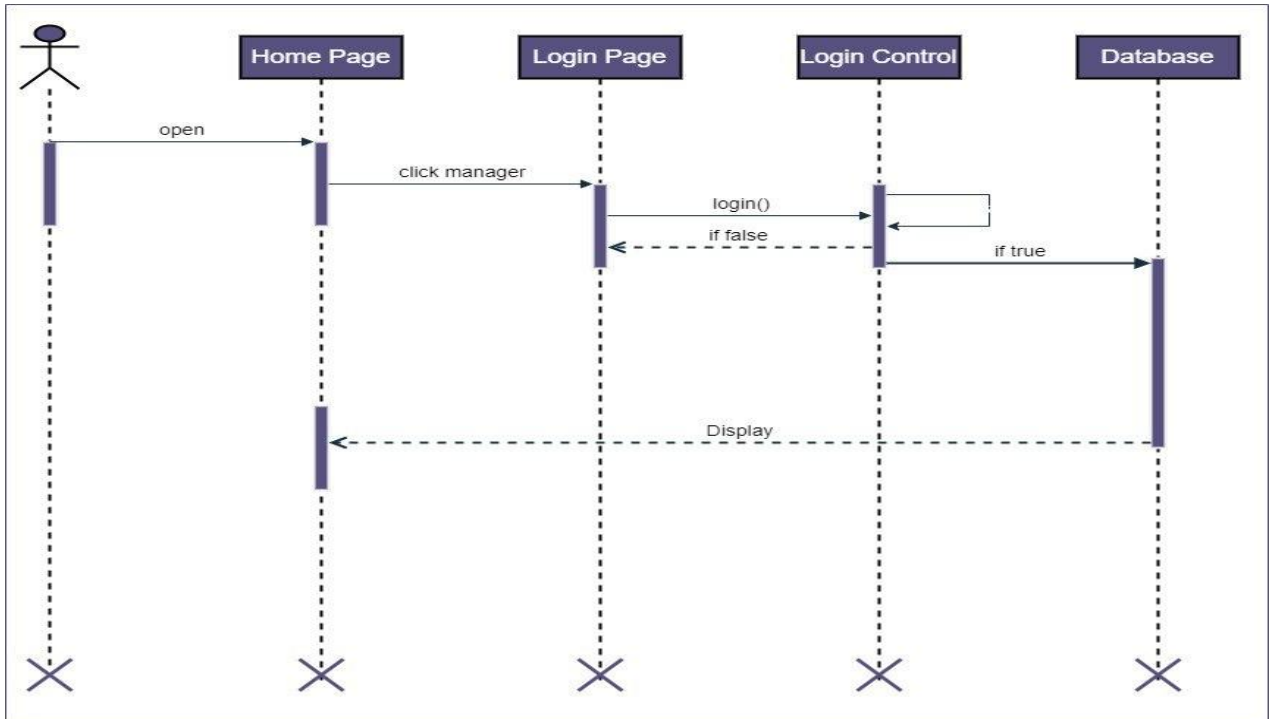 Home Page
Login Page
Login Control
Database
open
click manager
login()
if false
if true
Display